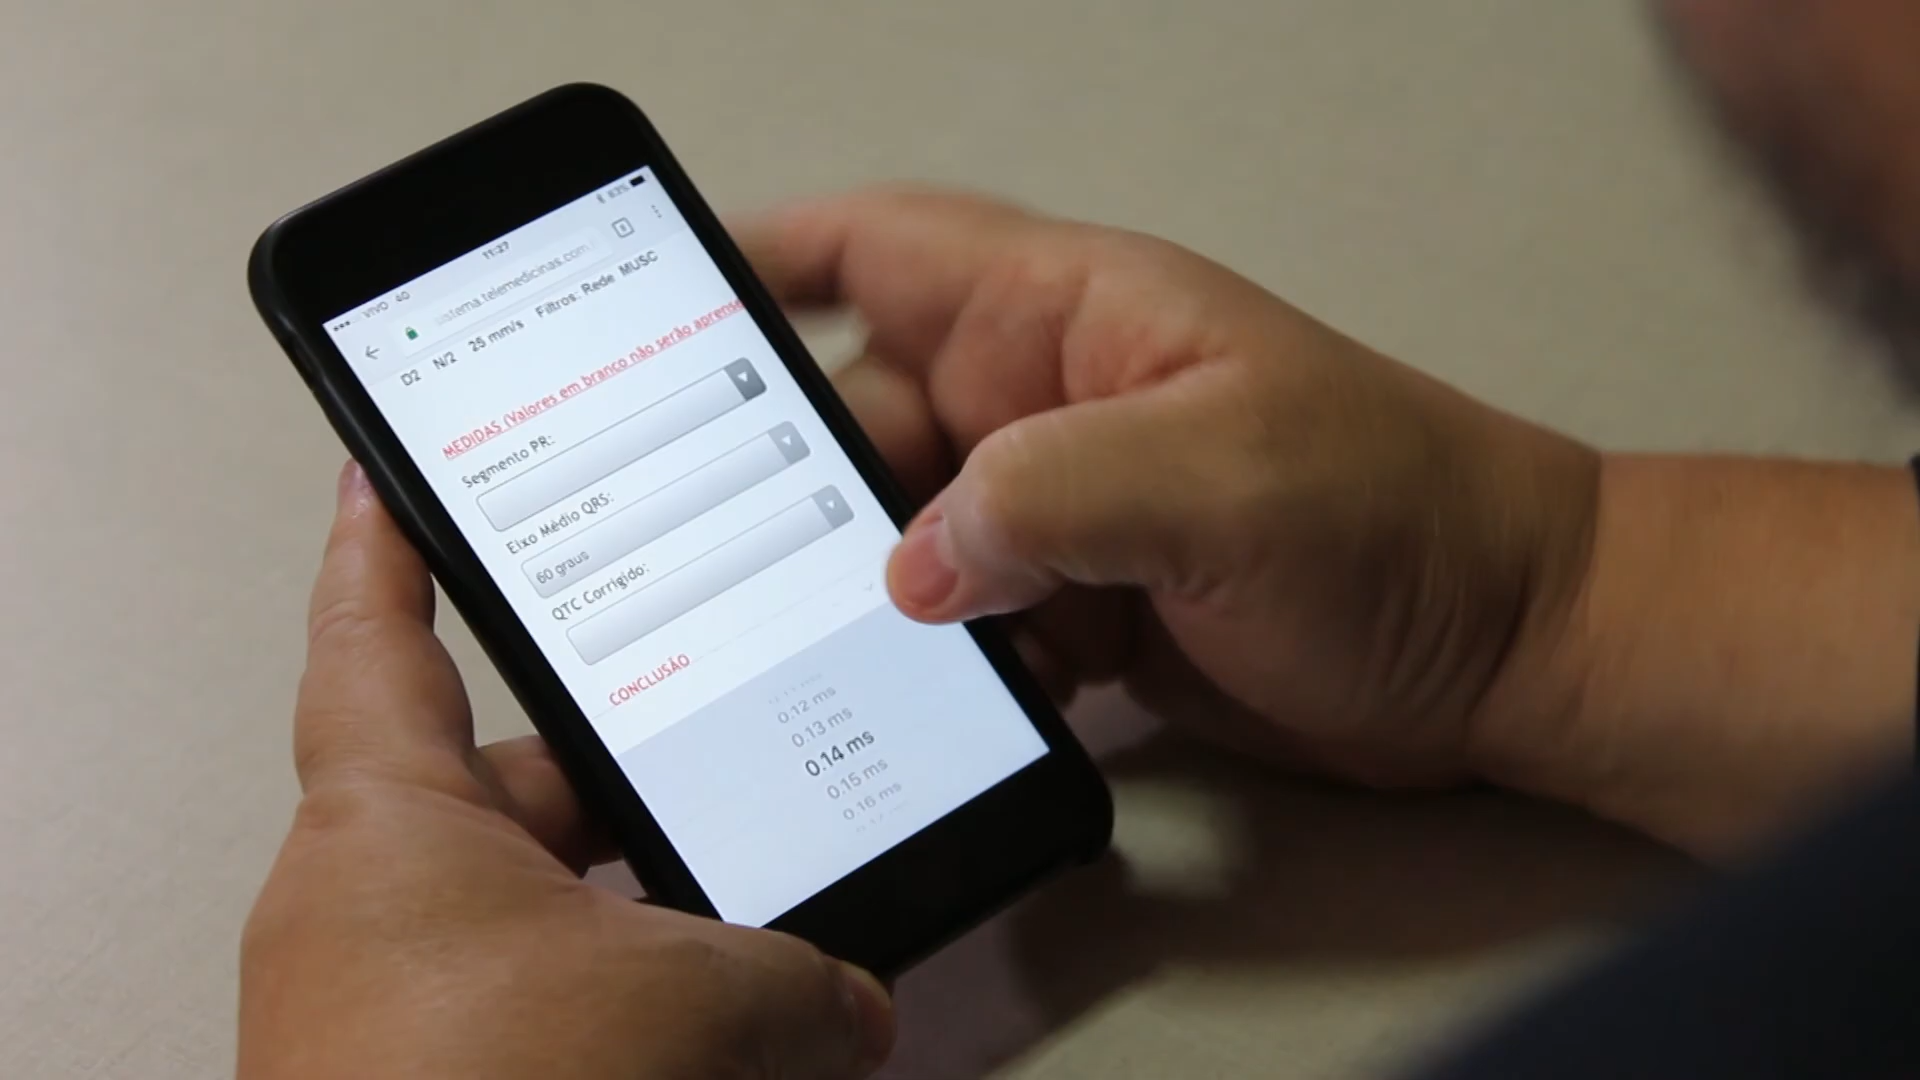 VIVO 4G 11:27 63%
sistema.telemedicinas.com
D2 N/2 25 mm/s Filtros: Rede MUSC
MEDIDAS (Valores em branco não serão aprese
Segmento PR:
Eixo Médio QRS:
60 graus
QTC Corrigido:
CONCLUSÃO
0.12 ms
0.13 ms
0.14 ms
0.15 ms
0.16 ms